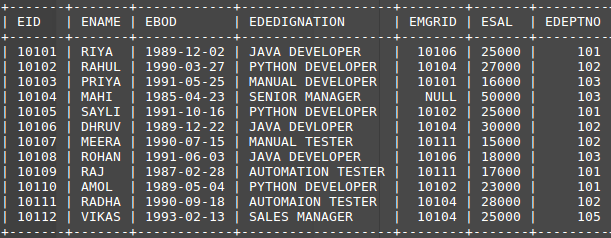 | EID | ENAME | EBOD | EDEDIGNATION | EMGRID | ESAL | EDEPTNO
| 10101 | RIYA | 1989-12-02 | JAVA DEVELOPER | 10106 | 25000 | 101
| 10102 | RAHUL | 1990-03-27 | PYTHON DEVELOPER | 10104 | 27000 | 102
| 10103 | PRIYA | 1991-05-25 | MANUAL DEVELOPER | 10101 | 16000 | 103
| 10104 | MAHI | 1985-04-23 | SENIOR MANAGER | NULL | 50000 | 103
| 10105 | SAYLI | 1991-10-16 | PYTHON DEVELOPER | 10102 | 25000 | 101
| 10106 | DHRUV | 1989-12-22 | JAVA DEVLOPER | 10104 | 30000 | 102
| 10107 | MEERA | 1990-07-15 | MANUAL TESTER | 10111 | 15000 | 102
| 10108 | ROHAN | 1991-06-03 | JAVA DEVELOPER | 10106 | 18000 | 103
| 10109 | RAJ | 1987-02-28 | AUTOMATION TESTER | 10111 | 17000 | 101
| 10110 | AMOL | 1989-05-04 | PYTHON DEVELOPER | 10102 | 23000 | 101
| 10111 | RADHA | 1990-09-18 | AUTOMAION TESTER | 10104 | 28000 | 102
| 10112 | VIKAS | 1993-02-13 | SALES MANAGER | 10104 | 25000 | 105